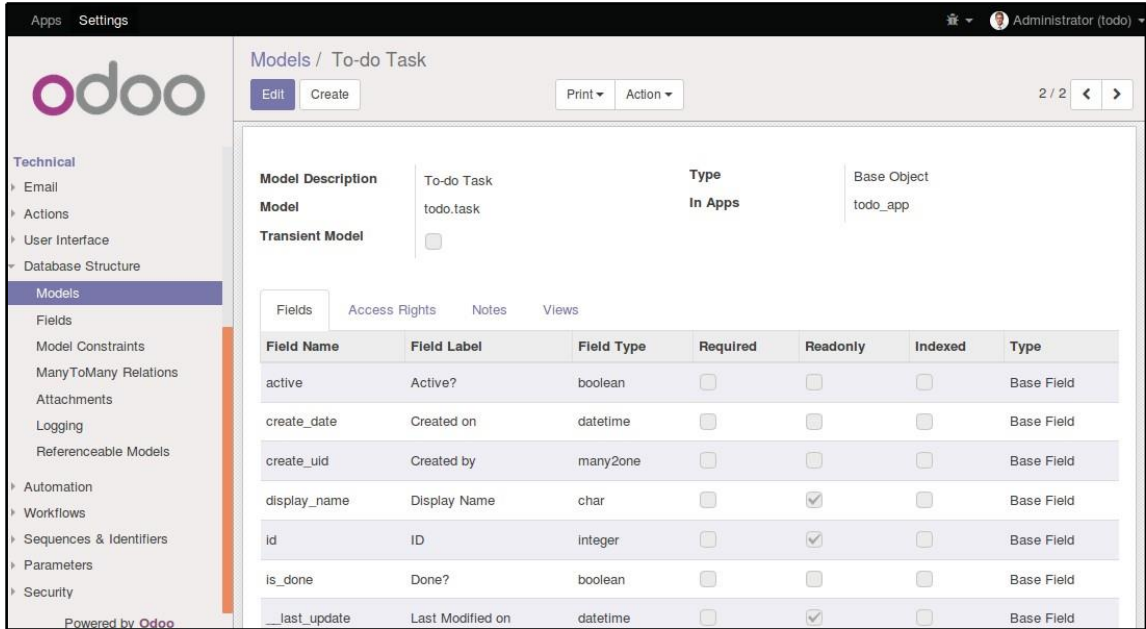 Apps Settings Administrator (todo)
odoo
Models / To-do Task
Edit Create Print Action 2 / 2
Technical
Email
Actions
User Interface
Database Structure
Models
Fields
Model Constraints
ManyToMany Relations
Attachments
Logging
Referenceable Models
Automation
Workflows
Sequences & Identifiers
Parameters
Security
Powered by Odoo
Model Description To-do Task Type Base Object
Model todo.task In Apps todo_app
Transient Model
Fields Access Rights Notes Views
Field Name Field Label Field Type Required Readonly Indexed Type
active Active? boolean Base Field
create_date Created on datetime Base Field
create_uid Created by many2one Base Field
display_name Display Name char Base Field
id ID integer Base Field
is_done Done? boolean Base Field
__last_update Last Modified on datetime Base Field